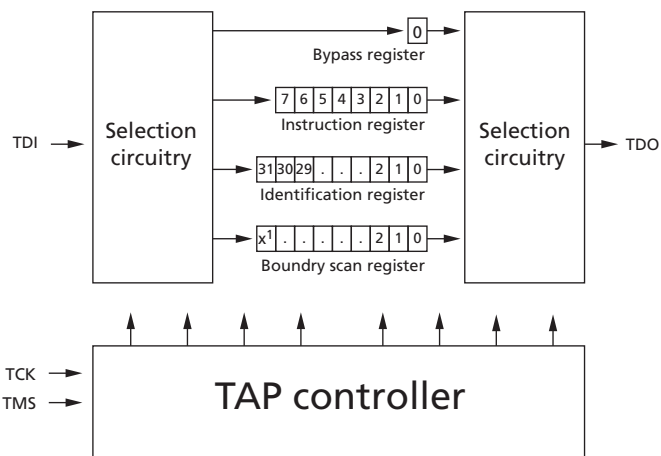 0
Bypass register
7 6 5 4 3 2 1 0
Instruction register
TDI
Selection
circuitry
Selection
circuitry
TDO
31 30 29 . . . 2 1 0
Identification register
x¹ . . . . . 2 1 0
Boundry scan register
TCK
TMS
TAP controller